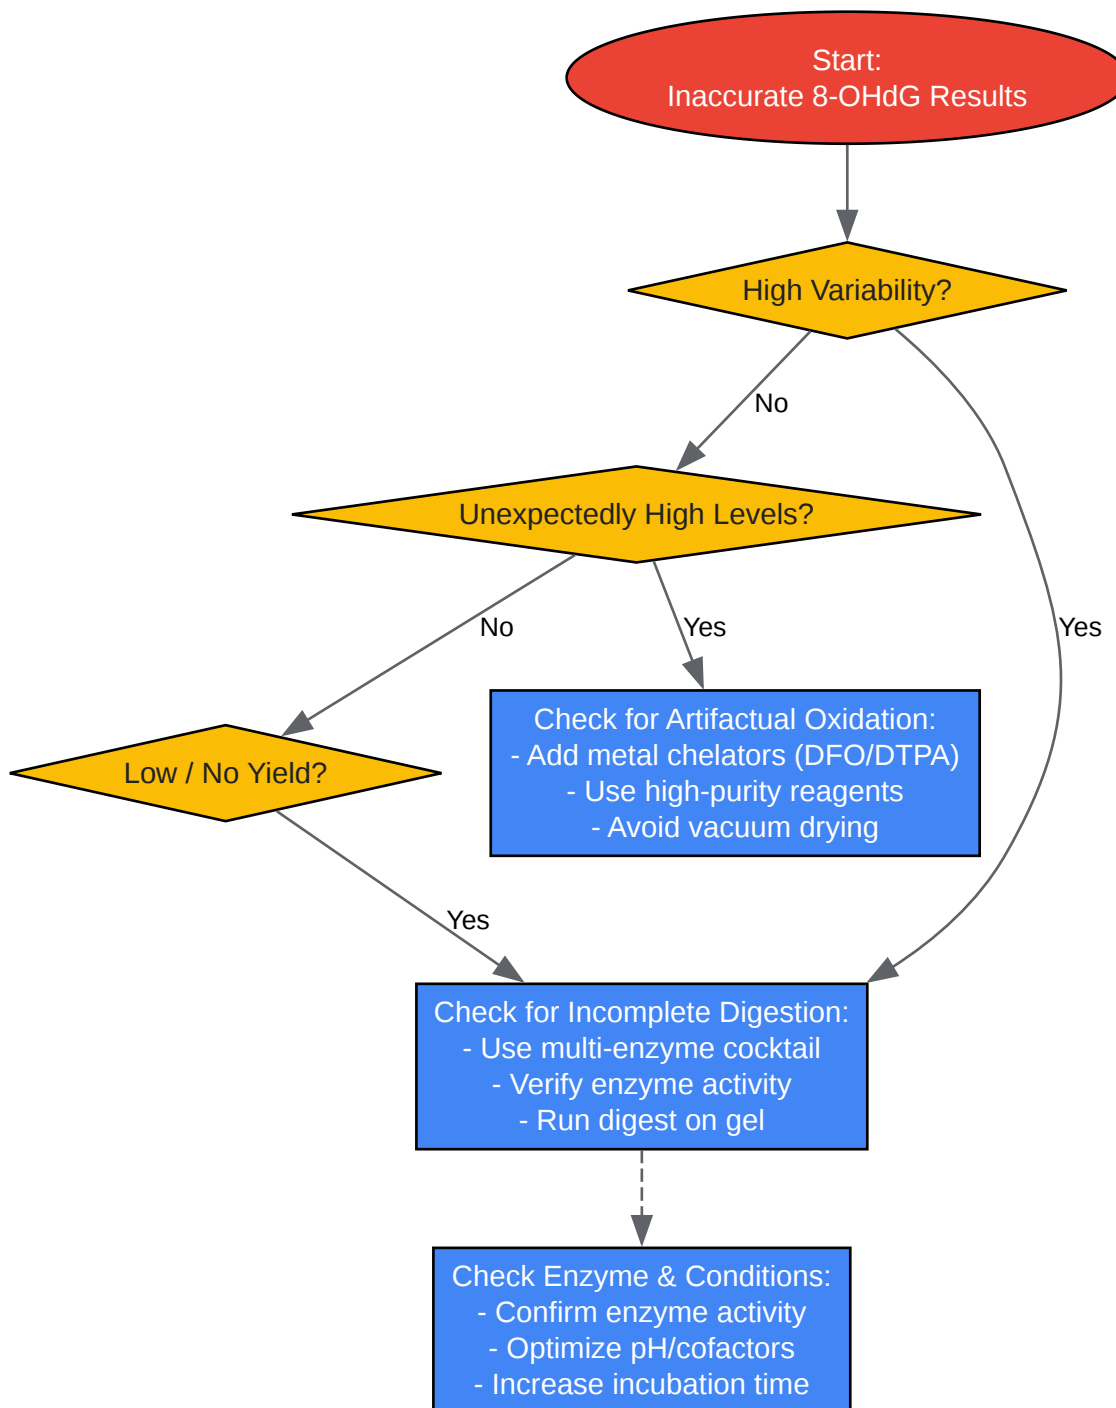 Start:
Inaccurate 8-OHdG Results
High Variability?
No
Yes
Unexpectedly High Levels?
No
Yes
Check for Artifactual Oxidation:
- Add metal chelators (DFO/DTPA)
- Use high-purity reagents
- Avoid vacuum drying
Low / No Yield?
Yes
Check for Incomplete Digestion:
- Use multi-enzyme cocktail
- Verify enzyme activity
- Run digest on gel
Check Enzyme & Conditions:
- Confirm enzyme activity
- Optimize pH/cofactors
- Increase incubation time